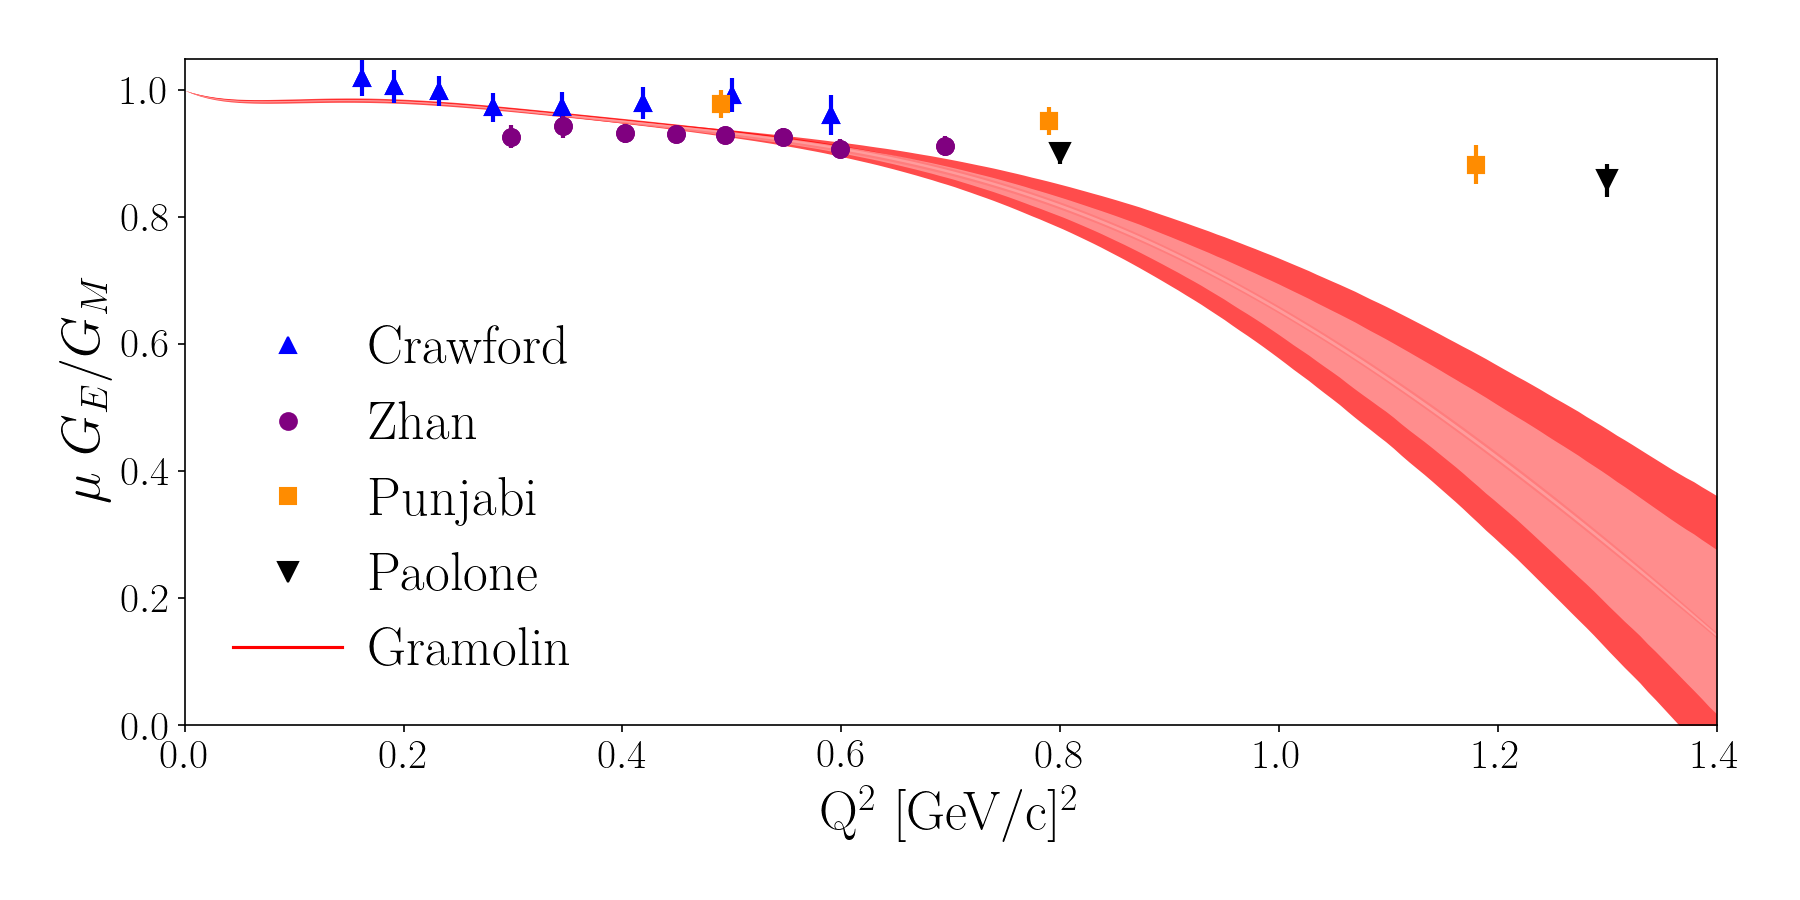 1.0
0.8
0.6
0.4
0.2
0.0
μ G_E/G_M
Crawford
Zhan
Punjabi
Paolone
Gramolin
0.0 0.2 0.4 0.6 0.8 1.0 1.2 1.4
Q² [GeV/c]²